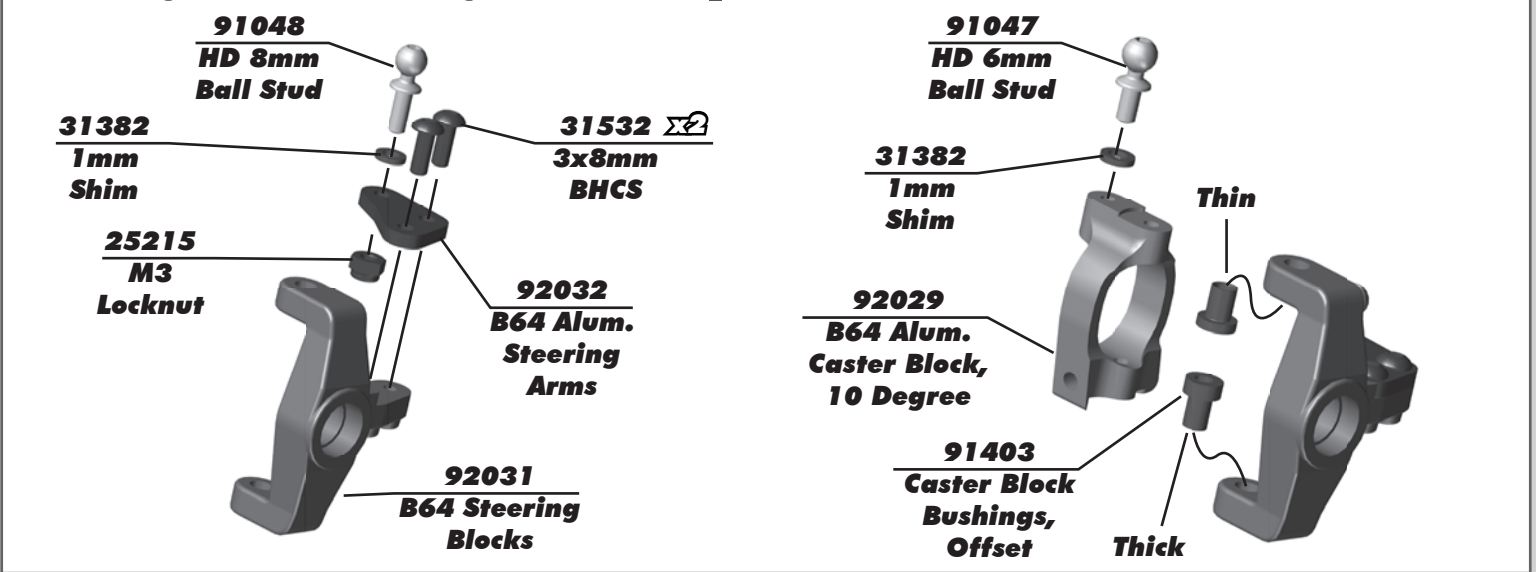 91048
HD 8mm
Ball Stud
31382
1mm
Shim
31532 x2
3x8mm
BHCS
25215
M3
Locknut
92032
B64 Alum.
Steering
Arms
92031
B64 Steering
Blocks
91047
HD 6mm
Ball Stud
31382
1mm
Shim
Thin
92029
B64 Alum.
Caster Block,
10 Degree
91403
Caster Block
Bushings,
Offset
Thick